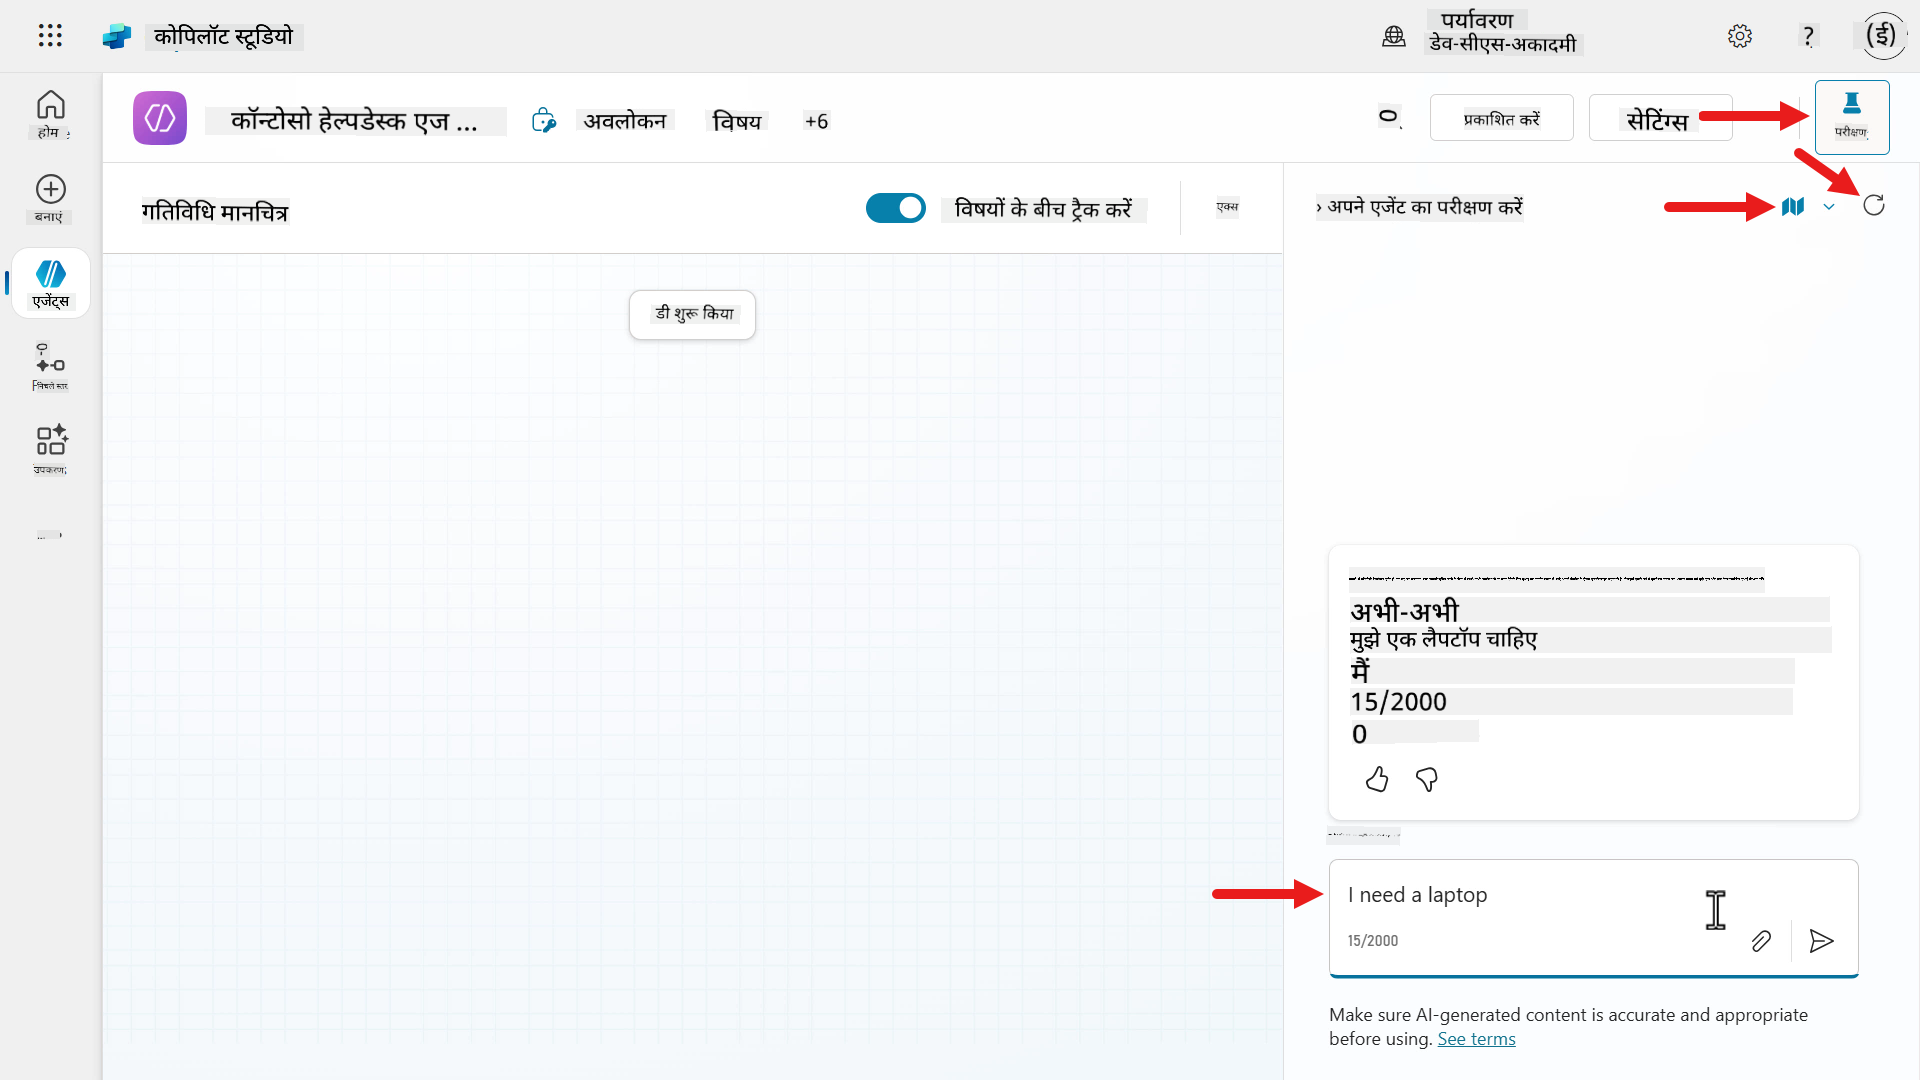 कोपिलॉट स्टूडियो
पर्यावरण
डेव-सीएस-अकादमी
?
(ई)
होम
बनाएं
एजेंट्स
निचले स्तर
उपकरण
कॉन्टोसो हेल्पडेस्क एज ...
अवलोकन
विषय
+6
प्रकाशित करें
सेटिंग्स
परीक्षण
गतिविधि मानचित्र
विषयों के बीच ट्रैक करें
एक्स
› अपने एजेंट का परीक्षण करें
डी शुरू किया
अभी-अभी
मुझे एक लैपटॉप चाहिए
मैं
15/2000
0
I need a laptop
15/2000
Make sure AI-generated content is accurate and appropriate
before using. See terms